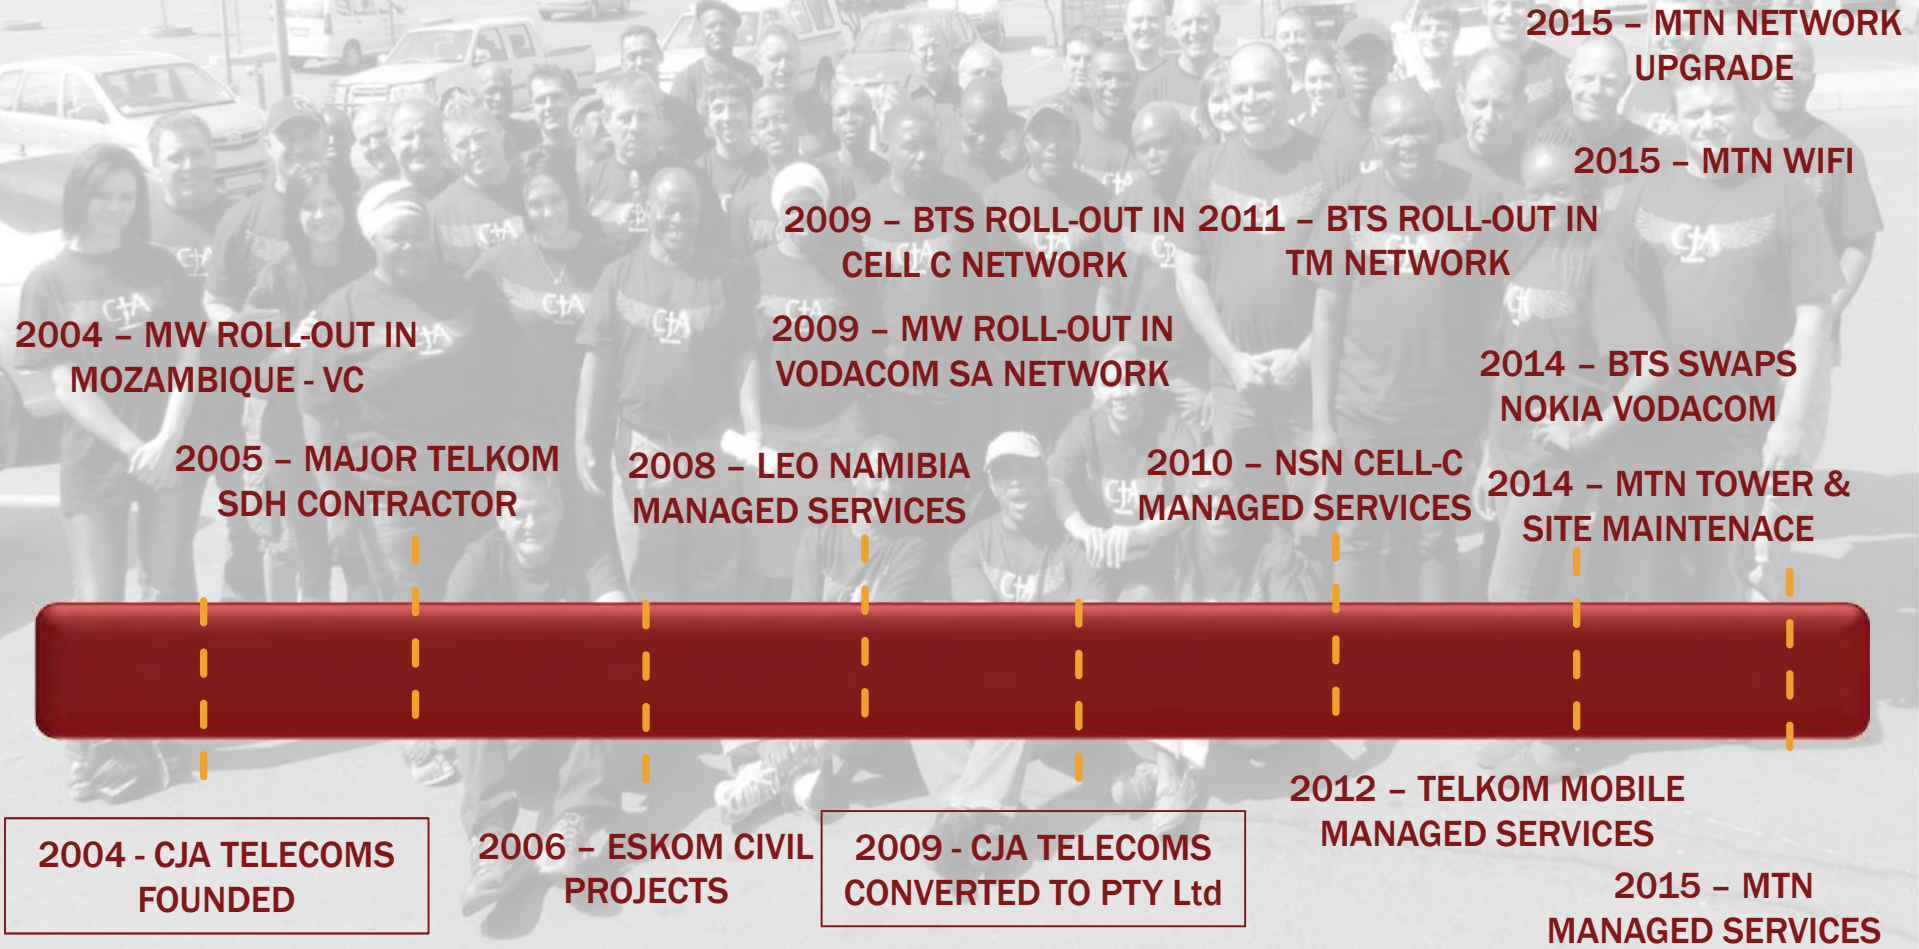 2015 – MTN NETWORK
UPGRADE
2015 – MTN WIFI
2009 – BTS ROLL-OUT IN
CELL C NETWORK
2011 – BTS ROLL-OUT IN
TM NETWORK
2004 – MW ROLL-OUT IN
MOZAMBIQUE - VC
2009 – MW ROLL-OUT IN
VODACOM SA NETWORK
2014 – BTS SWAPS
NOKIA VODACOM
2005 – MAJOR TELKOM
SDH CONTRACTOR
2008 – LEO NAMIBIA
MANAGED SERVICES
2010 – NSN CELL-C
MANAGED SERVICES
2014 – MTN TOWER &
SITE MAINTENACE
2004 - CJA TELECOMS
FOUNDED
2006 – ESKOM CIVIL
PROJECTS
2009 - CJA TELECOMS
CONVERTED TO PTY Ltd
2012 – TELKOM MOBILE
MANAGED SERVICES
2015 – MTN
MANAGED SERVICES